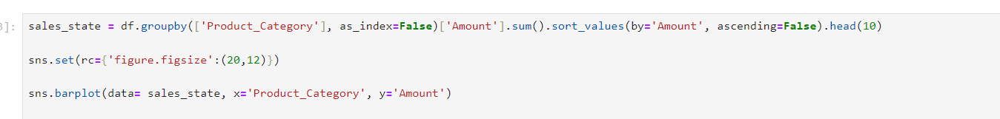 3]:
sales_state = df.groupby(['Product_Category'], as_index=False)['Amount'].sum().sort_values(by='Amount', ascending=False).head(10)
sns.set(rc={'figure.figsize':(20,12)})
sns.barplot(data= sales_state, x='Product_Category', y='Amount')